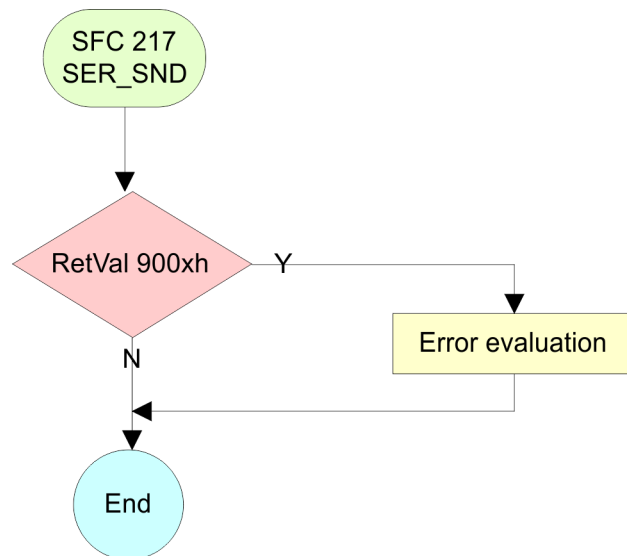 SFC 217
SER_SND
RetVal 900xh
Y
Error evaluation
N
End